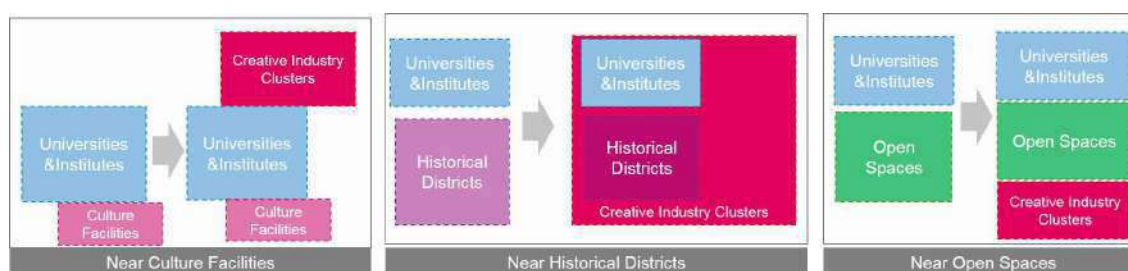 Creative Industry
Clusters
Universities
&Institutes
Universities
&Institutes
Culture
Facilities
Culture
Facilities
Near Culture Facilities
Universities
&Institutes
Universities
&Institutes
Historical
Districts
Historical
Districts
Creative Industry Clusters
Near Historical Districts
Universities
&Institutes
Universities
&Institutes
Open
Spaces
Open Spaces
Creative Industry
Clusters
Near Open Spaces